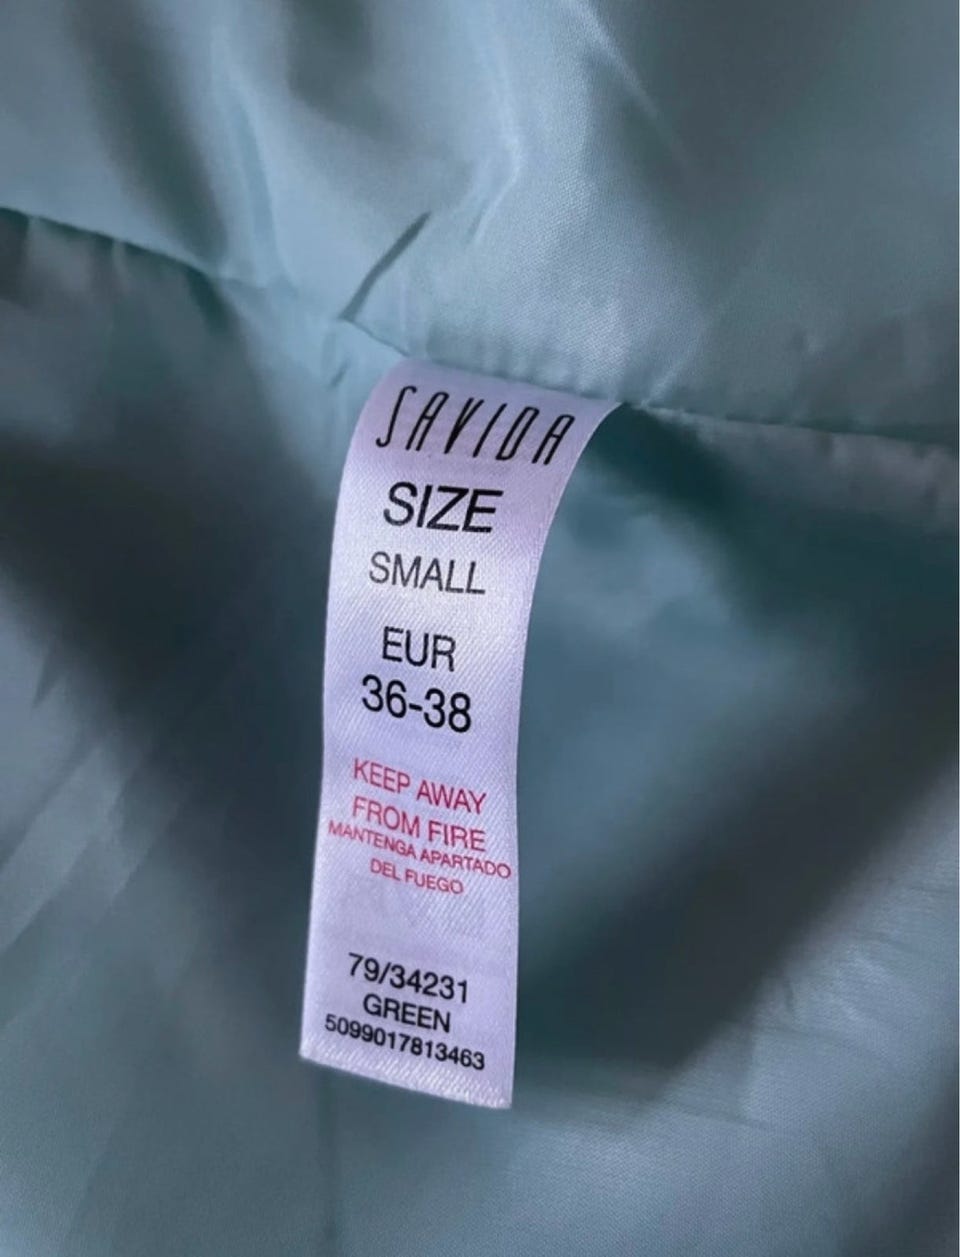 SAVIDA
SIZE
SMALL
EUR
36-38
KEEP AWAY
FROM FIRE
MANTENGA APARTADO
DEL FUEGO
79/34231
GREEN
5099017813463